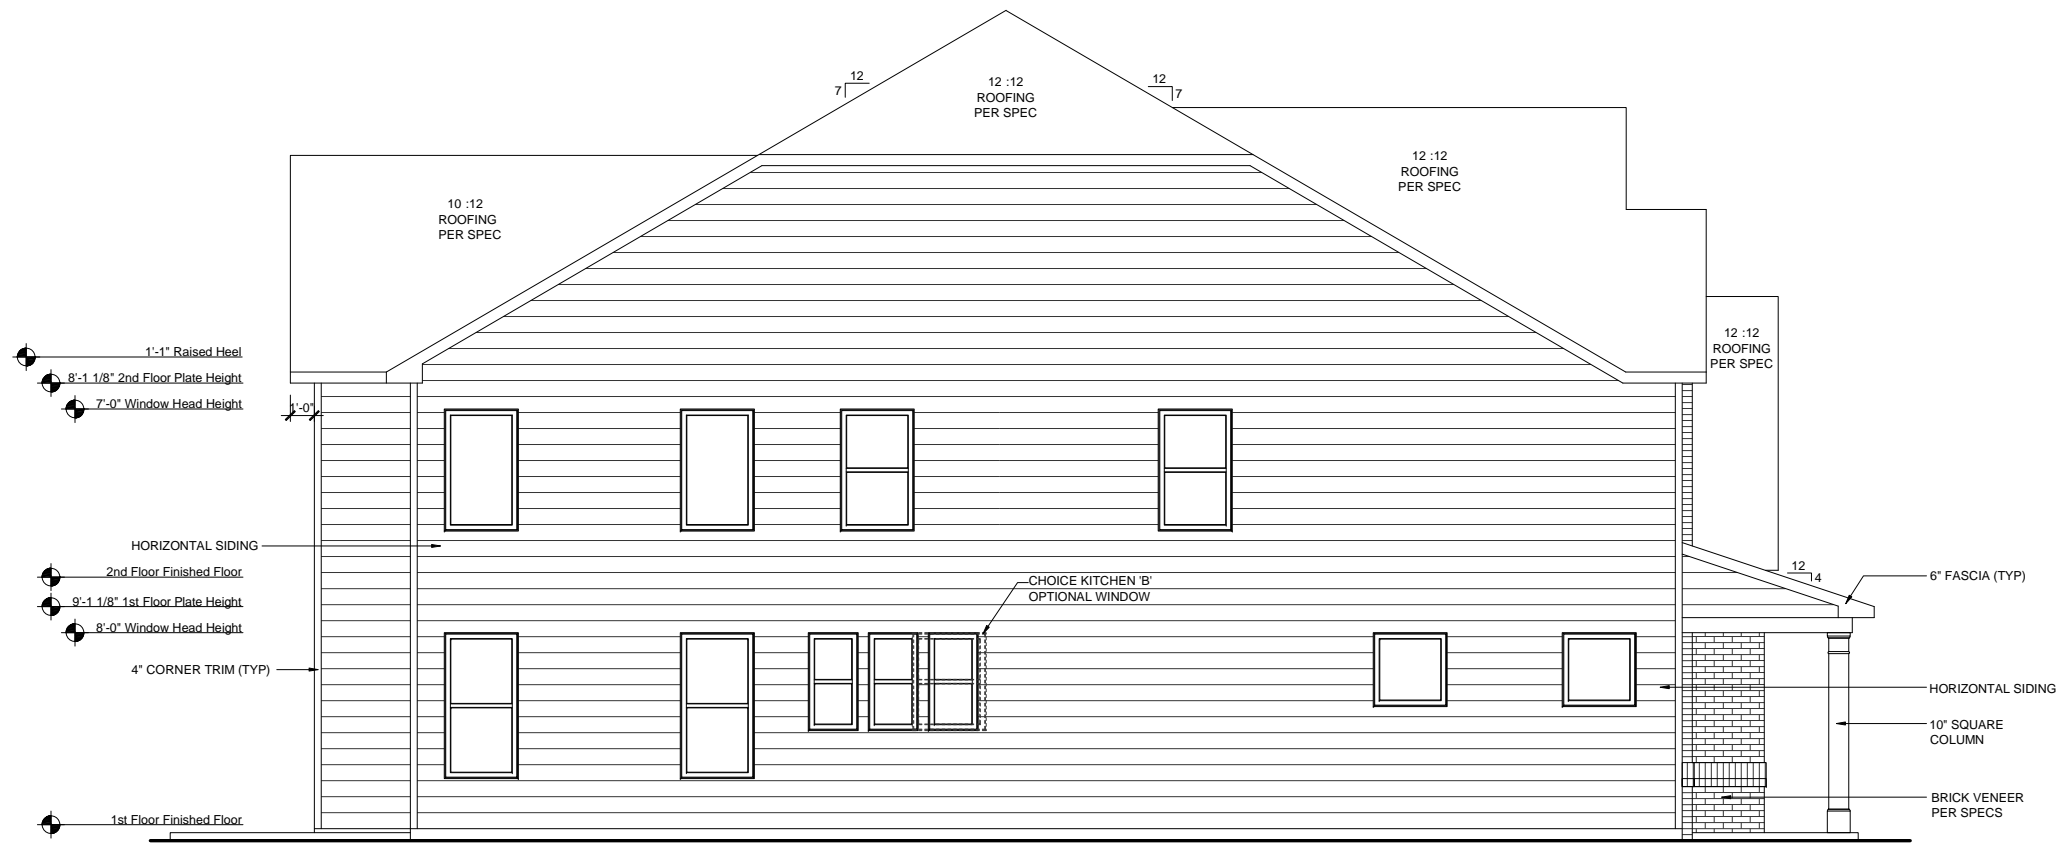 12
7
12 :12
ROOFING
PER SPEC
12
7
12 :12
ROOFING
PER SPEC
10 :12
ROOFING
PER SPEC
12 :12
ROOFING
PER SPEC
1'-1" Raised Heel
8'-1 1/8" 2nd Floor Plate Height
7'-0" Window Head Height
1'-0"
HORIZONTAL SIDING
2nd Floor Finished Floor
9'-1 1/8" 1st Floor Plate Height
8'-0" Window Head Height
4" CORNER TRIM (TYP)
1st Floor Finished Floor
CHOICE KITCHEN 'B'
OPTIONAL WINDOW
12
4
6" FASCIA (TYP)
HORIZONTAL SIDING
10" SQUARE
COLUMN
BRICK VENEER
PER SPECS